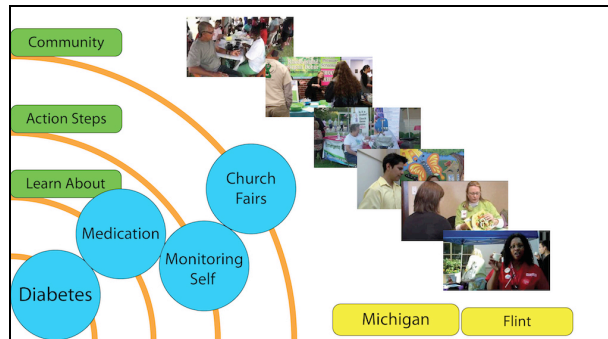 Community
Action Steps
Learn About
Church
Fairs
Medication
Monitoring
Self
Diabetes
Michigan
Flint